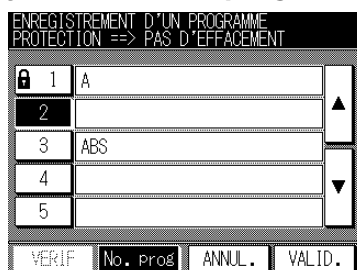 ENREGISTREMENT D'UN PROGRAMME
PROTECTION ==> PAS D'EFFACEMENT
1 A
2
3 ABS
4
5
VERIF No. prog ANNUL. VALID.